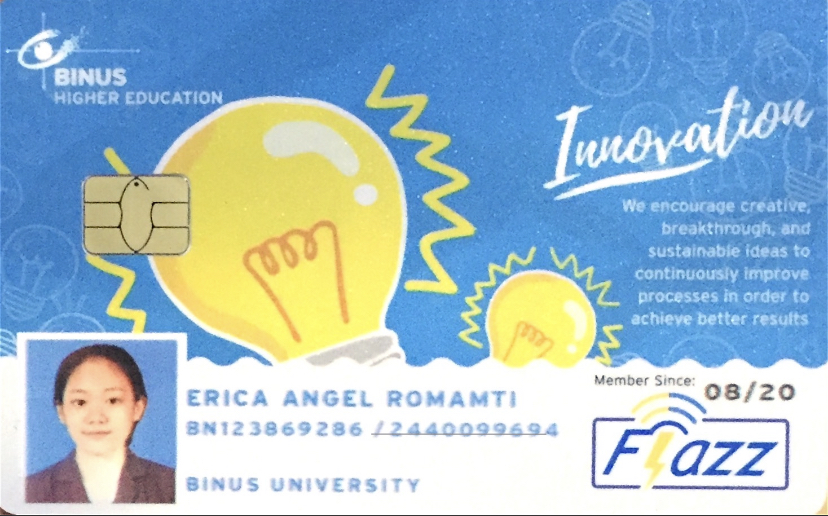 BINUS
HIGHER EDUCATION
Innovation
We encourage creative,
breakthrough, and
sustainable ideas to
continuously improve
processes in order to
achieve better results
Member Since: 08/20
ERICA ANGEL ROMAMTI
BN123869286 /2440099694
Flazz
BINUS UNIVERSITY